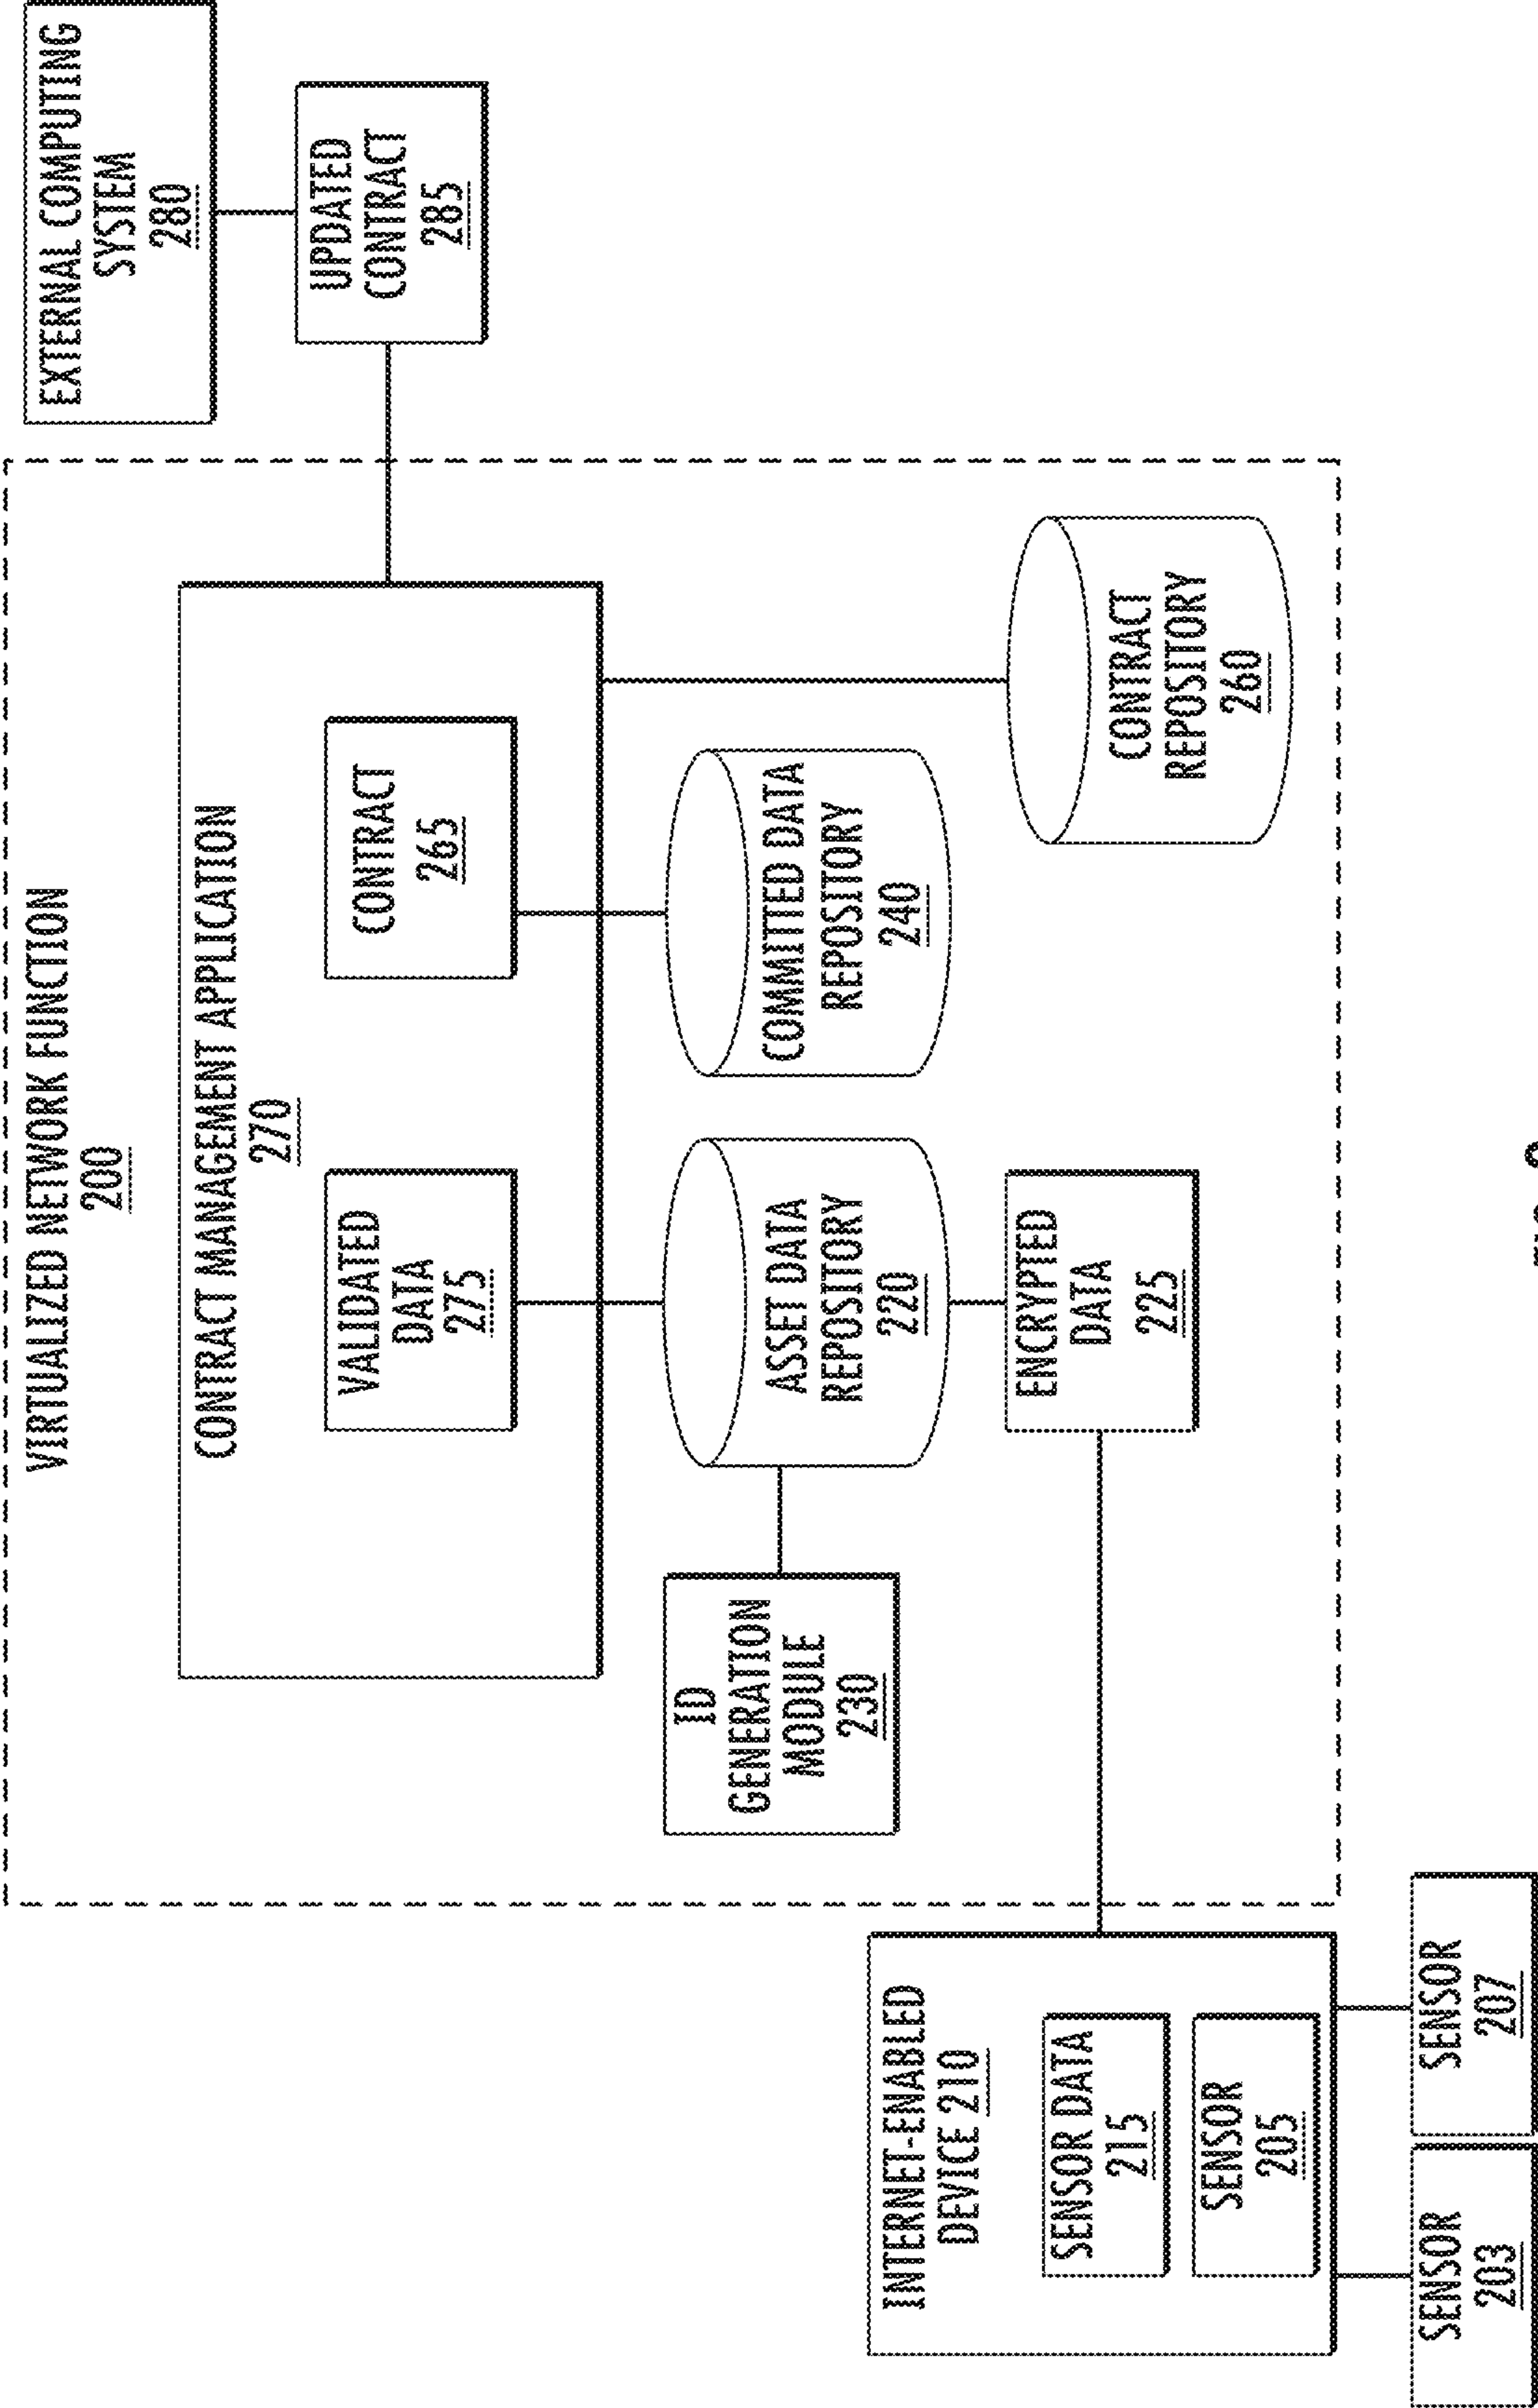 EXTERNAL COMPUTING
SYSTEM
280
UPDATED
CONTRACT
285
VIRTUALIZED NETWORK FUNCTION
200
CONTRACT MANAGEMENT APPLICATION
270
VALIDATED
DATA
275
CONTRACT
265
ID
GENERATION
MODULE
230
ASSET DATA
REPOSITORY
220
COMMITTED DATA
REPOSITORY
240
CONTRACT
REPOSITORY
260
ENCRYPTED
DATA
225
INTERNET-ENABLED
DEVICE 210
SENSOR DATA
215
SENSOR
205
SENSOR
203
SENSOR
207